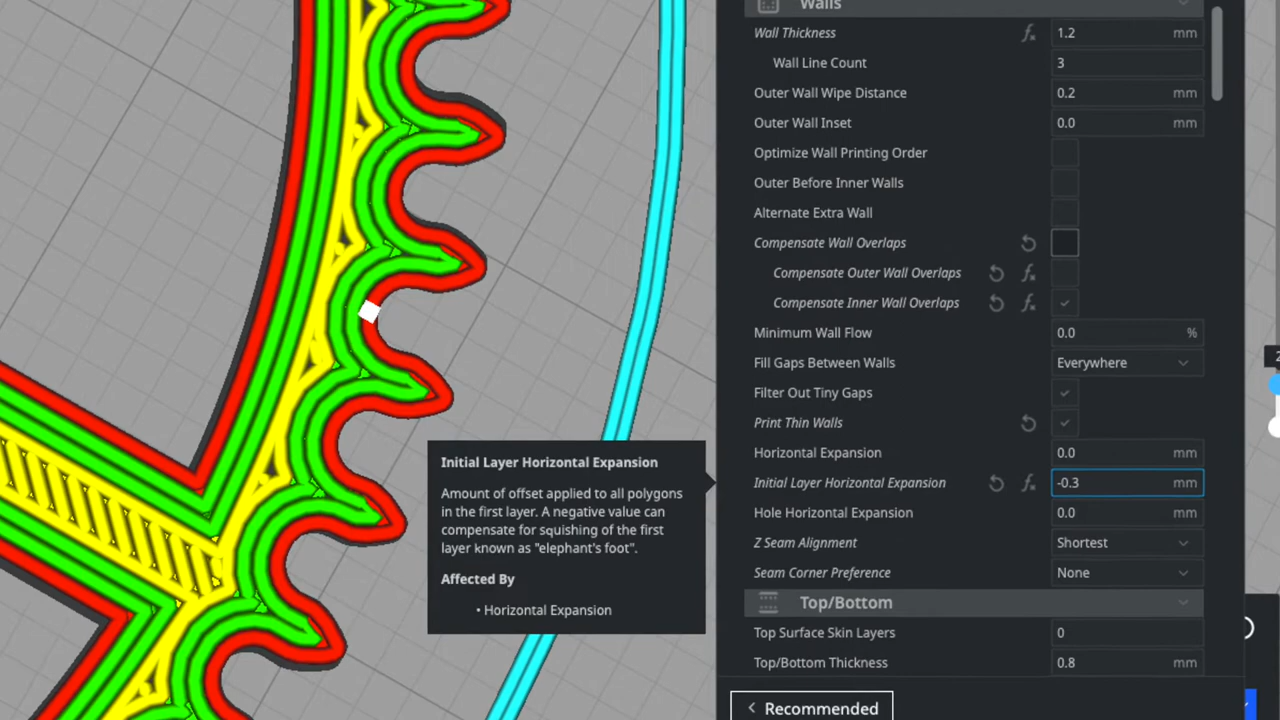 Walls
Wall Thickness 1.2 mm
Wall Line Count 3
Outer Wall Wipe Distance 0.2 mm
Outer Wall Inset 0.0 mm
Optimize Wall Printing Order
Outer Before Inner Walls
Alternate Extra Wall
Compensate Wall Overlaps
Compensate Outer Wall Overlaps
Compensate Inner Wall Overlaps
Minimum Wall Flow 0.0 %
Fill Gaps Between Walls Everywhere
Filter Out Tiny Gaps
Print Thin Walls
Horizontal Expansion 0.0 mm
Initial Layer Horizontal Expansion -0.3 mm
Hole Horizontal Expansion 0.0 mm
Z Seam Alignment Shortest
Seam Corner Preference None
Top/Bottom
Top Surface Skin Layers 0
Top/Bottom Thickness 0.8 mm
Recommended
Initial Layer Horizontal Expansion
Amount of offset applied to all polygons
in the first layer. A negative value can
compensate for squishing of the first
layer known as "elephant's foot".
Affected By
• Horizontal Expansion